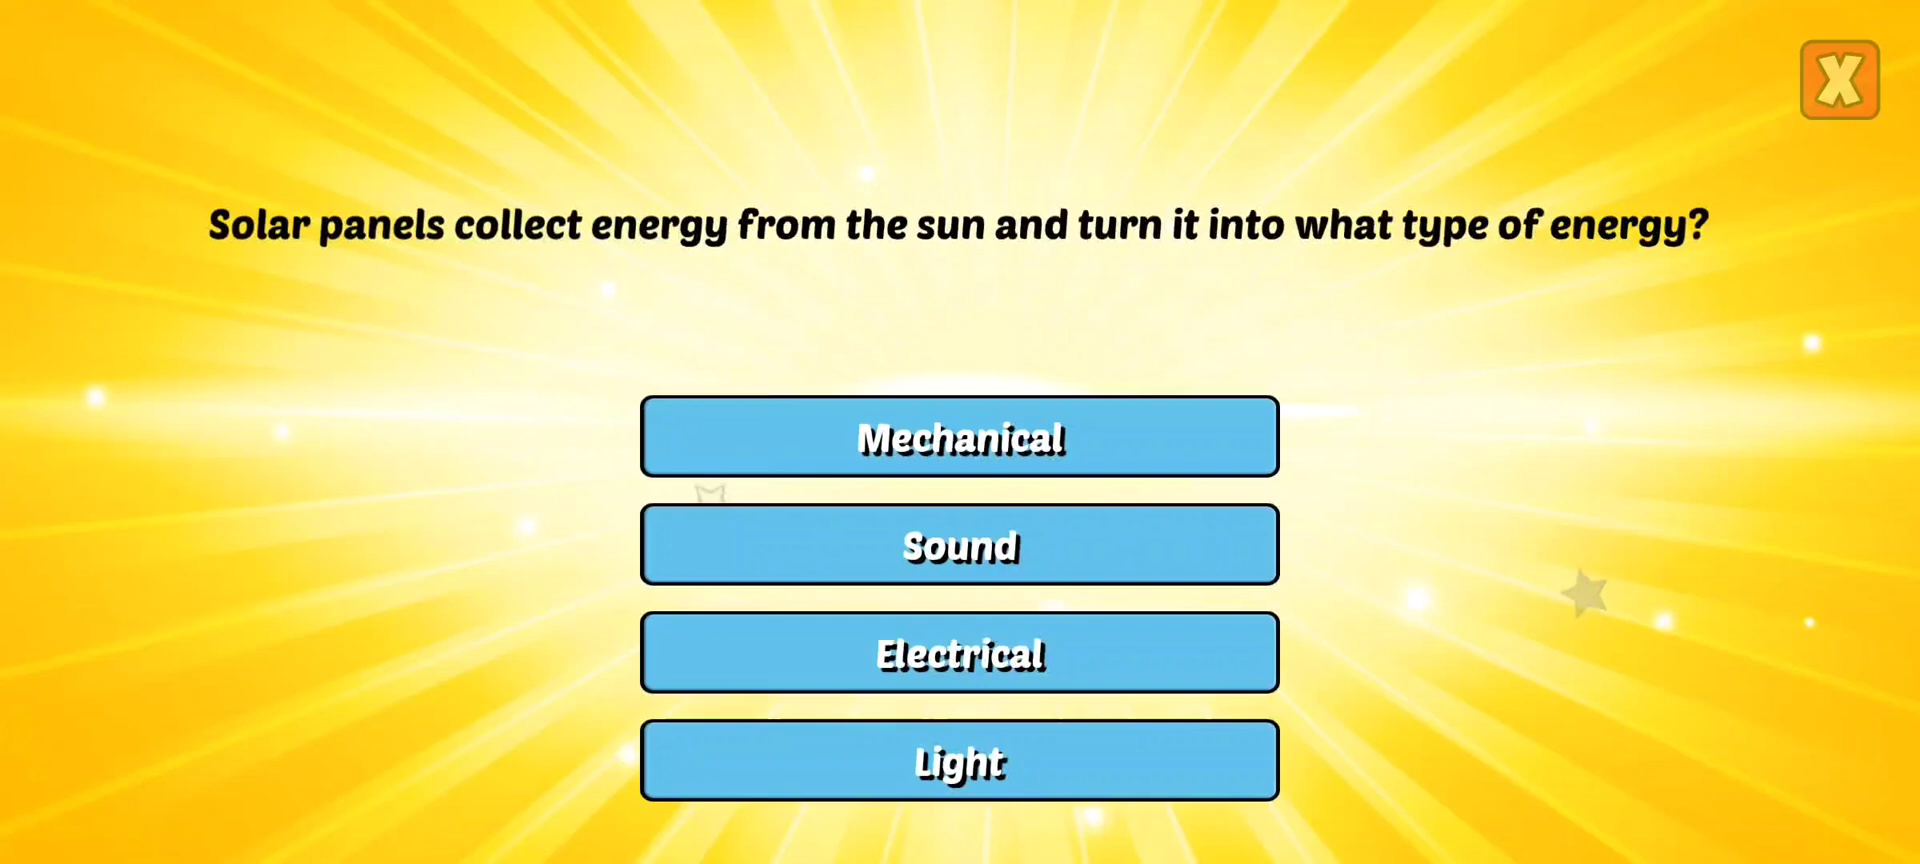 X
Solar panels collect energy from the sun and turn it into what type of energy?
Mechanical
Sound
Electrical
Light